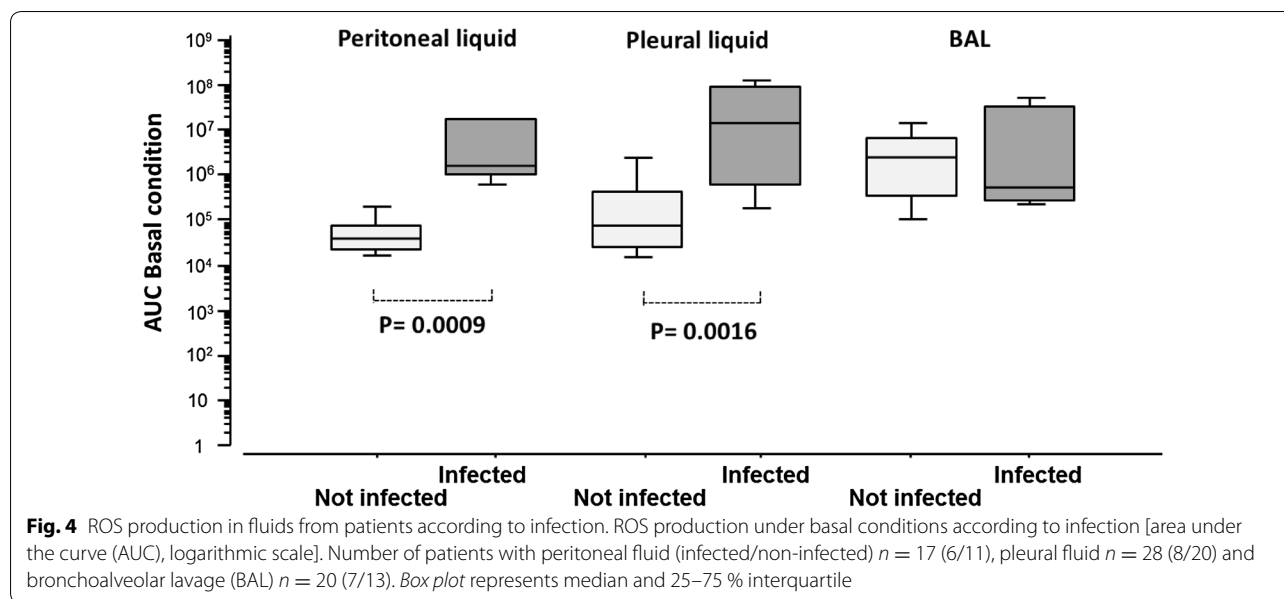 Peritoneal liquid
Pleural liquid
BAL
AUC Basal condition
10⁹
10⁸
10⁷
10⁶
10⁵
10⁴
10³
10²
10
1
P= 0.0009
P= 0.0016
Infected
Infected
Infected
Not infected
Not infected
Not infected
Fig. 4 ROS production in fluids from patients according to infection. ROS production under basal conditions according to infection [area under
the curve (AUC), logarithmic scale]. Number of patients with peritoneal fluid (infected/non-infected) n = 17 (6/11), pleural fluid n = 28 (8/20) and
bronchoalveolar lavage (BAL) n = 20 (7/13). Box plot represents median and 25–75 % interquartile